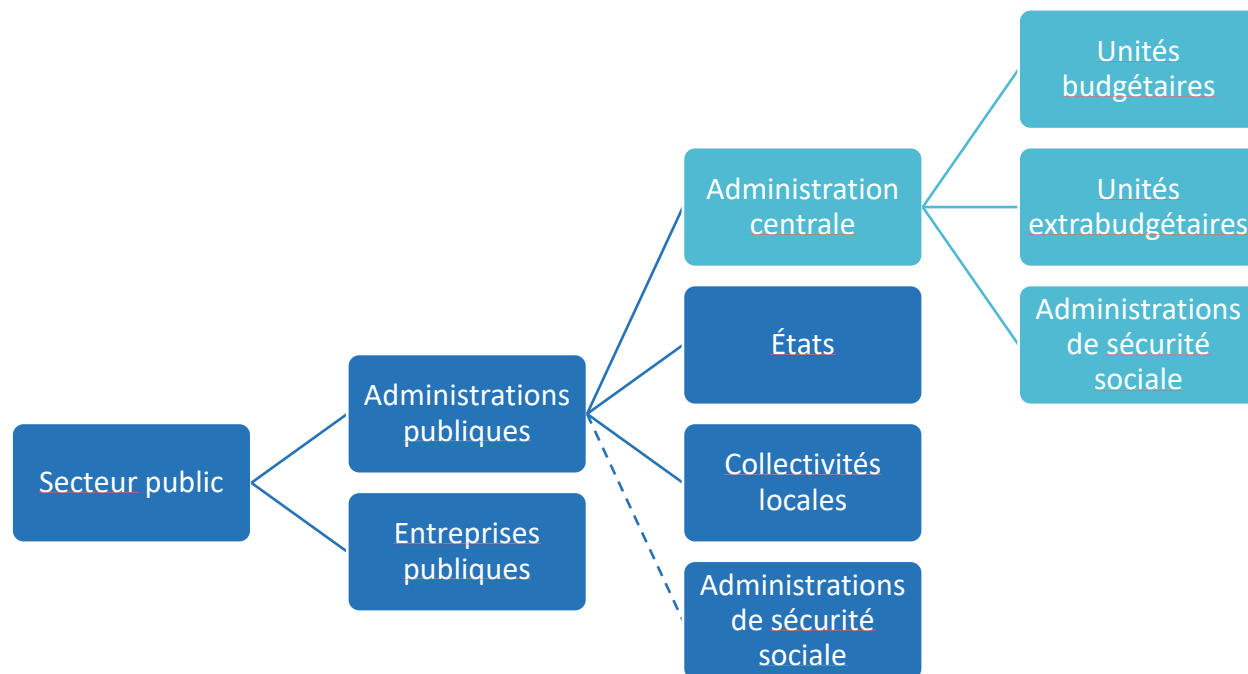 Secteur public
Administrations
publiques
Entreprises
publiques
Administration
centrale
États
Collectivités
locales
Administrations
de sécurité
sociale
Unités
budgétaires
Unités
extrabudgétaires
Administrations
de sécurité
sociale